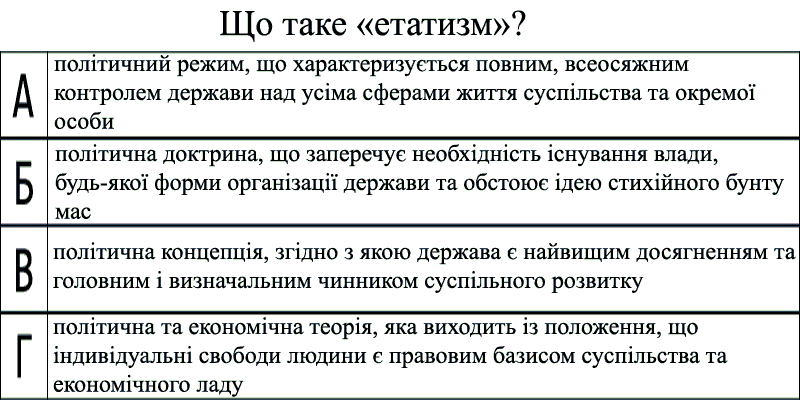 Що таке «етатизм»?
А
політичний режим, що характеризується повним, всеосяжним
контролем держави над усіма сферами життя суспільства та окремої
особи
Б
політична доктрина, що заперечує необхідність існування влади,
будь-якої форми організації держави та обстоює ідею стихійного бунту
мас
В
політична концепція, згідно з якою держава є найвищим досягненням та
головним і визначальним чинником суспільного розвитку
Г
політична та економічна теорія, яка виходить із положення, що
індивідуальні свободи людини є правовим базисом суспільства та
економічного ладу